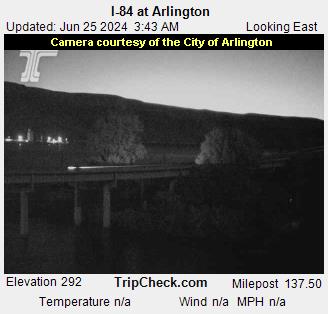 I-84 at Arlington
Updated: Jun 25 2024 3:43 AM Looking East
Camera courtesy of the City of Arlington
Elevation 292 TripCheck.com Milepost 137.50
Temperature n/a Wind n/a MPH n/a